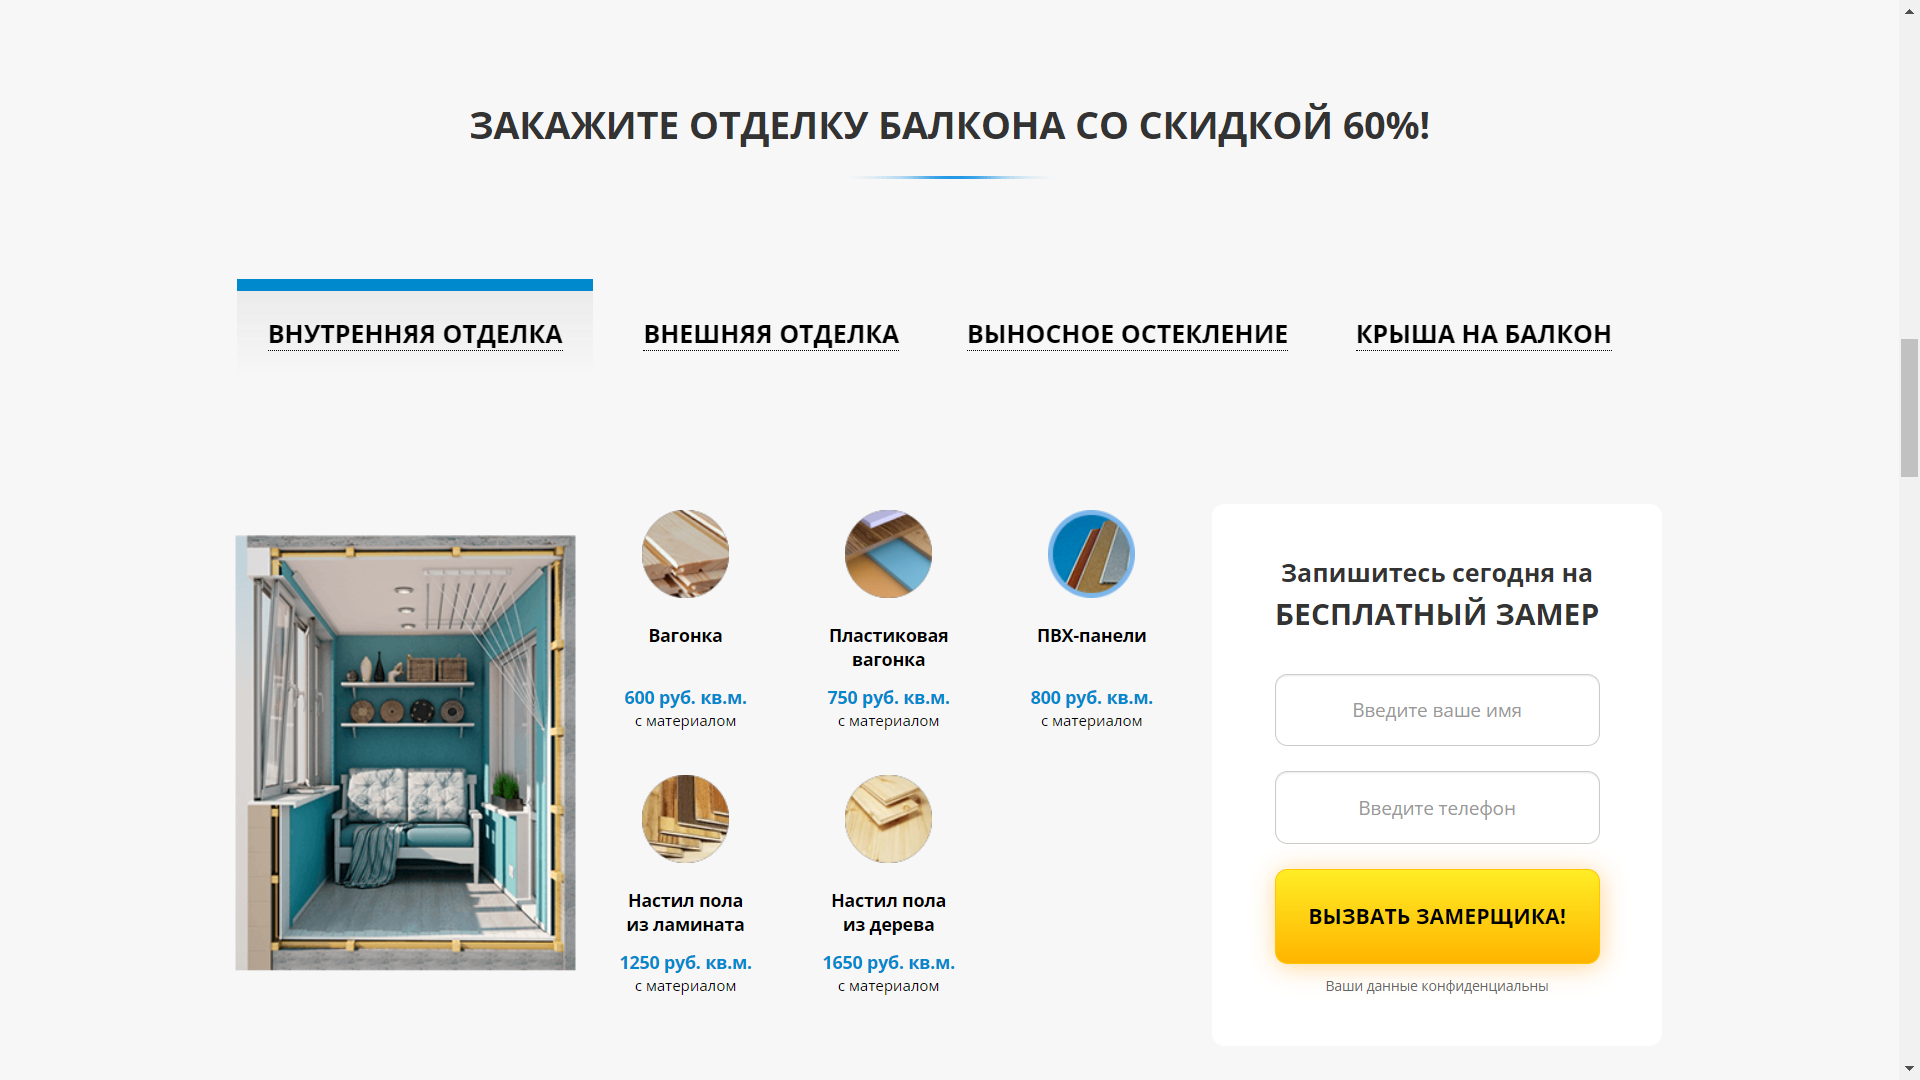 ЗАКАЖИТЕ ОТДЕЛКУ БАЛКОНА СО СКИДКОЙ 60%!
ВНУТРЕННЯЯ ОТДЕЛКА
ВНЕШНЯЯ ОТДЕЛКА
ВЫНОСНОЕ ОСТЕКЛЕНИЕ
КРЫША НА БАЛКОН
Вагонка
600 руб. кв.м.
с материалом
Пластиковая
вагонка
750 руб. кв.м.
с материалом
ПВХ-панели
800 руб. кв.м.
с материалом
Настил пола
из ламината
1250 руб. кв.м.
с материалом
Настил пола
из дерева
1650 руб. кв.м.
с материалом
Запишитесь сегодня на
БЕСПЛАТНЫЙ ЗАМЕР
Введите ваше имя
Введите телефон
ВЫЗВАТЬ ЗАМЕРЩИКА!
Ваши данные конфиденциальны